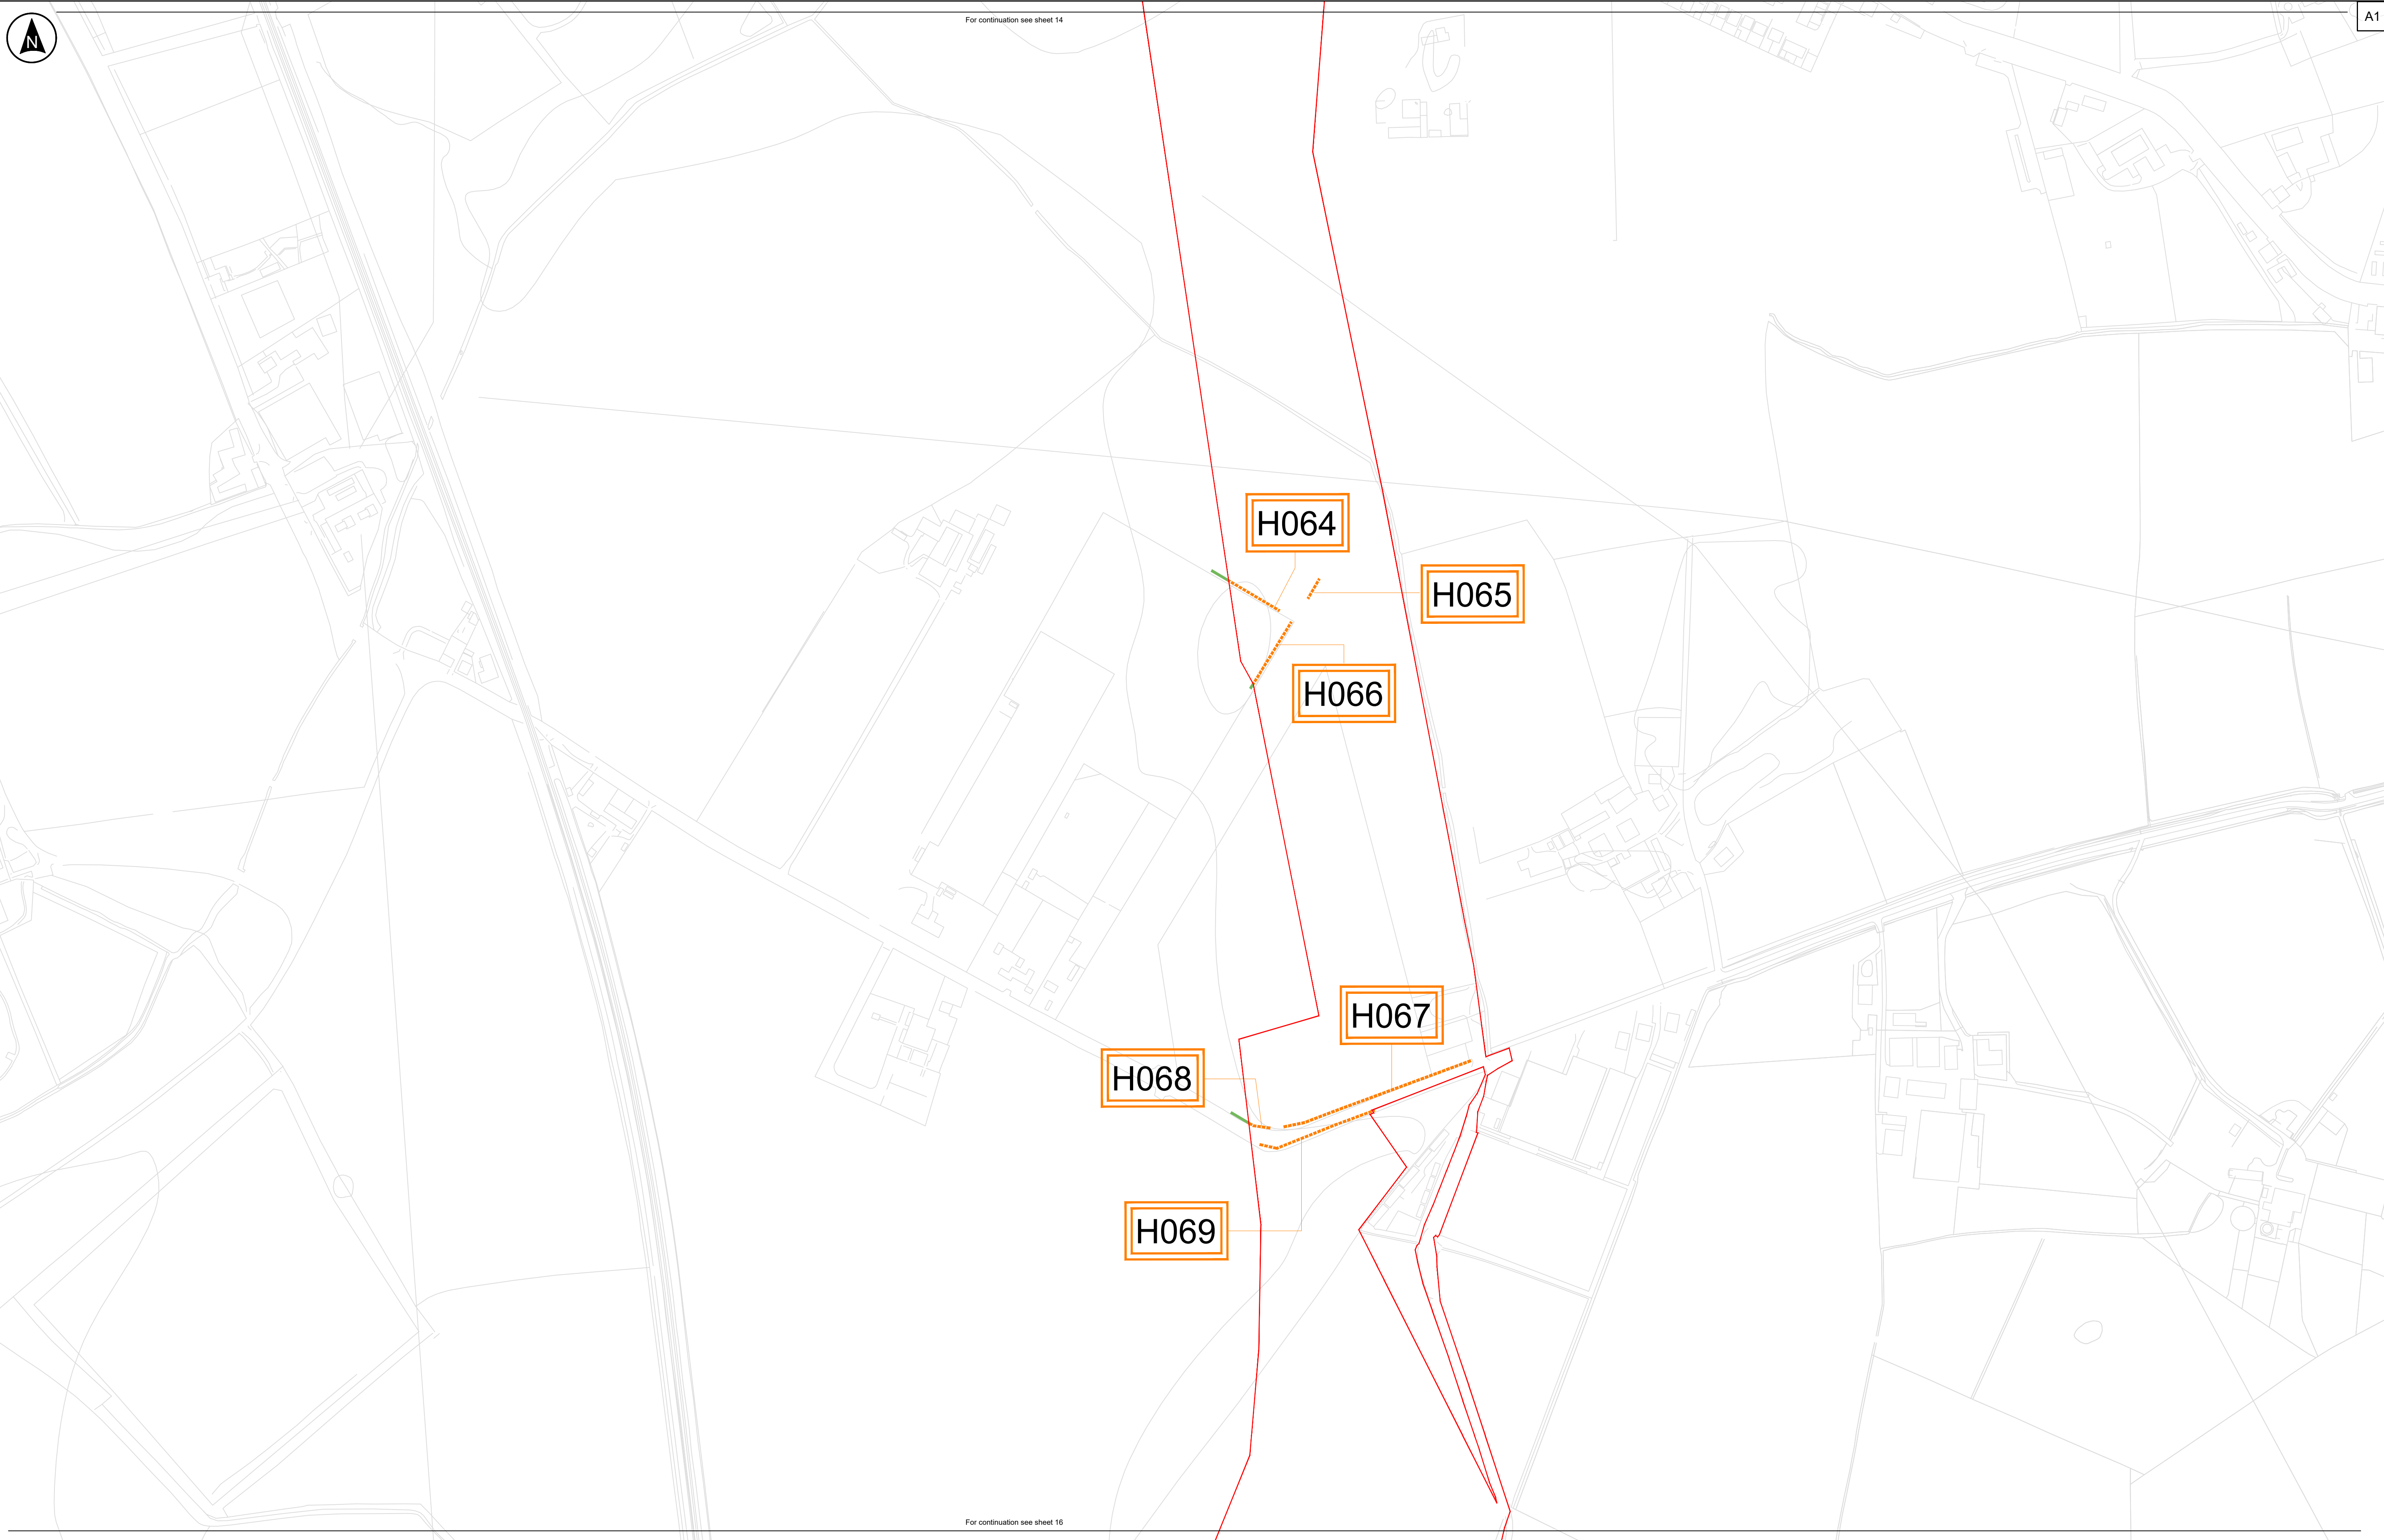 For continuation see sheet 14
A1
N
H064
H065
H066
H067
H068
H069
For continuation see sheet 16